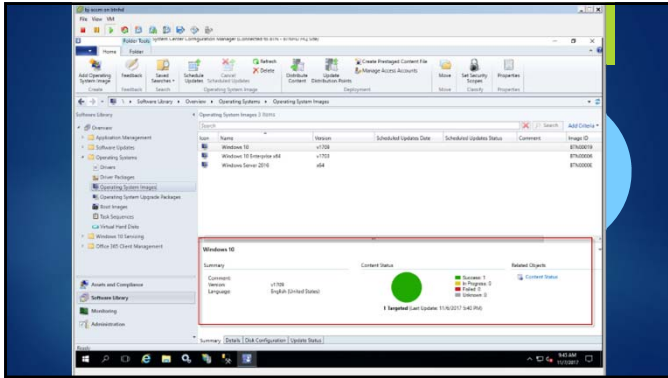 File View VM
Folder Tools System Center Configuration Manager (Connected to
Home Folder
Add Operating System Image
Feedback
Saved Searches
Schedule Updates
Cancel Scheduled Updates
Refresh
Delete
Distribute Content
Update Distribution Points
Create Prestaged Content File
Manage Access Accounts
Move
Set Security Scopes
Properties
Create Feedback Search Operating System Image Deployment Move Classify Properties
Software Library Overview Operating Systems Operating System Images
Software Library
Operating System Images 3 items
Search
Search Add Criteria
Icon Name Version Scheduled Updates Date Scheduled Updates Status Comment Image ID
Windows 10 v1709
Windows 10 Enterprise x64 v1703
Windows Server 2016 x64
Overview
Application Management
Software Updates
Operating Systems
Drivers
Driver Packages
Operating System Images
Operating System Upgrade Packages
Boot Images
Task Sequences
Virtual Hard Disks
Windows 10 Servicing
Office 365 Client Management
Assets and Compliance
Software Library
Monitoring
Administration
Windows 10
Summary
Comment:
Version: v1709
Language: English (United States)
Content Status
Success: 1
In Progress: 0
Failed: 0
Unknown: 0
1 Targeted (Last Update: 11/6/2017 5:40 PM)
Related Objects
Content Status
Summary Details Disk Configuration Update Status
Ready
9:43 AM
11/7/2017